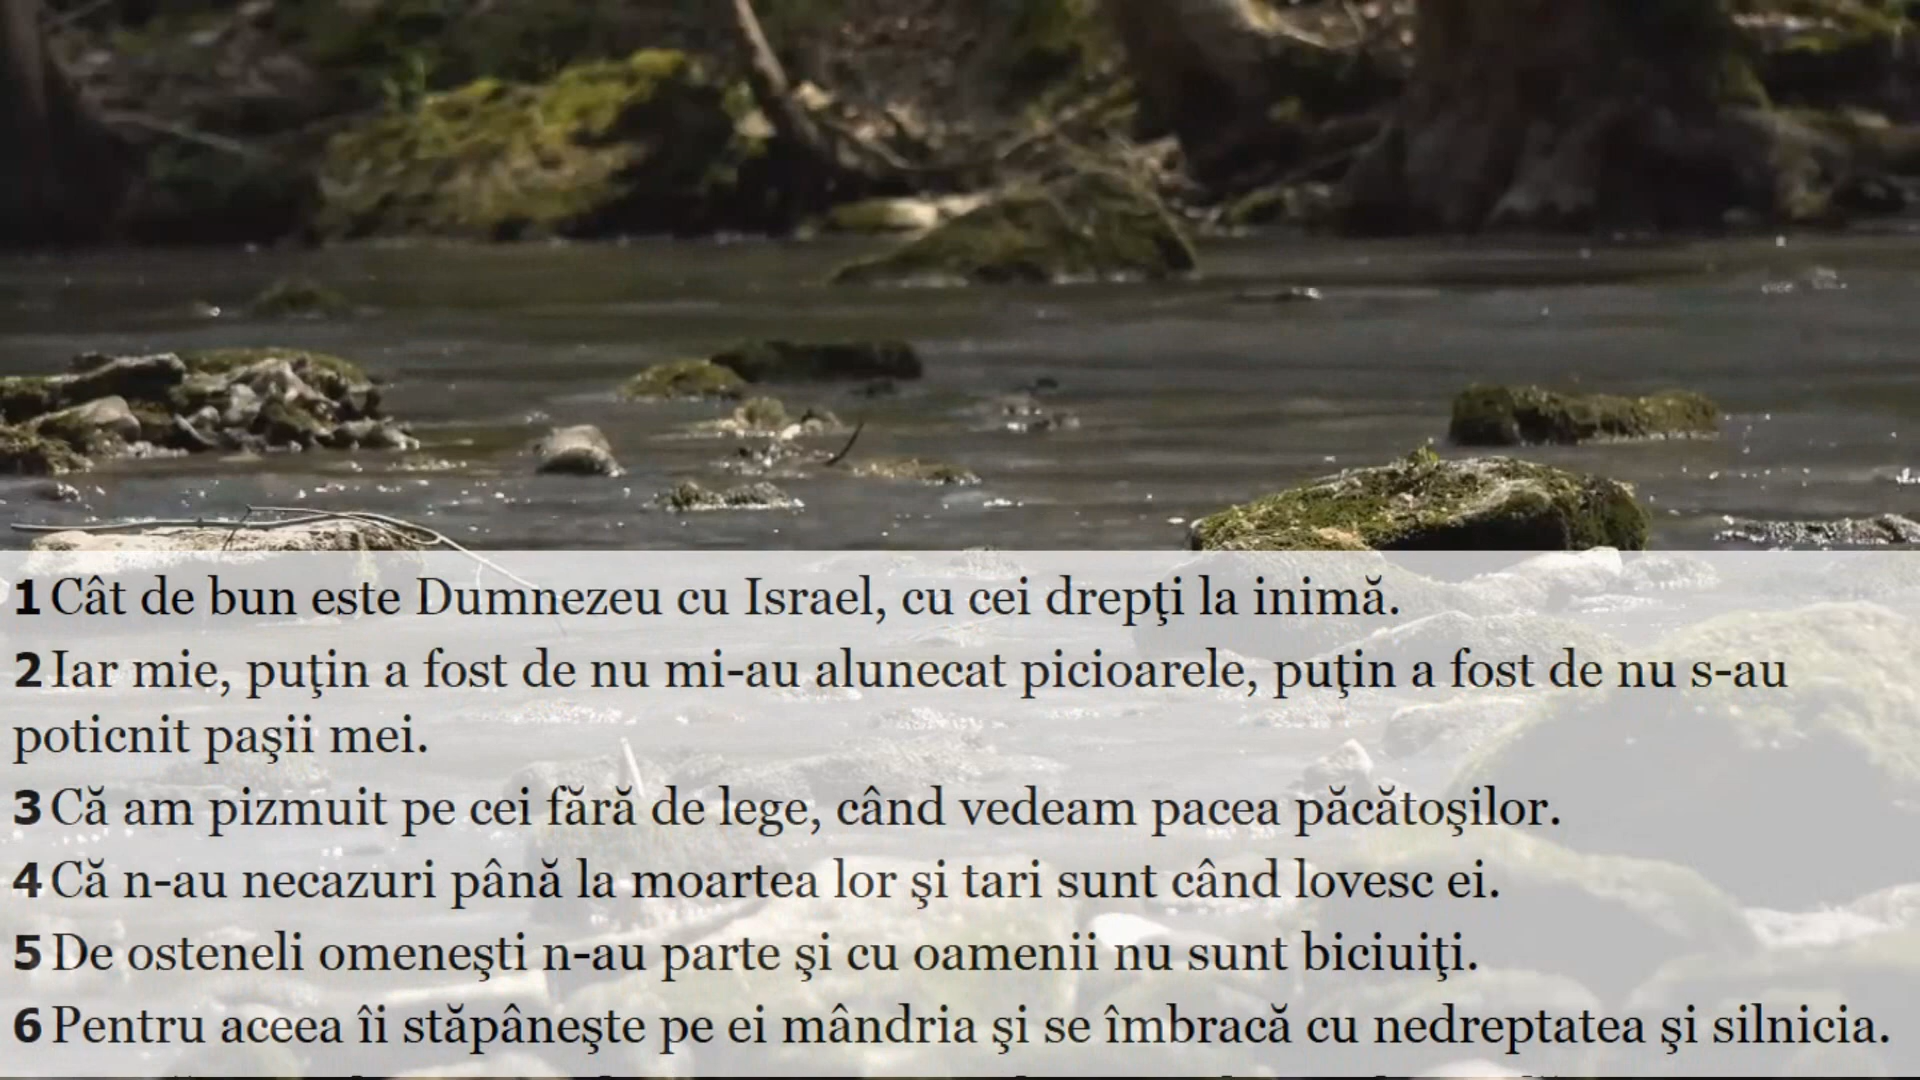 1 Cât de bun este Dumnezeu cu Israel, cu cei drepţi la inimă.
2 Iar mie, puţin a fost de nu mi-au alunecat picioarele, puţin a fost de nu s-au
poticnit paşii mei.
3 Că am pizmuit pe cei fără de lege, când vedeam pacea păcătoşilor.
4 Că n-au necazuri până la moartea lor şi tari sunt când lovesc ei.
5 De osteneli omeneşti n-au parte şi cu oamenii nu sunt biciuiţi.
6 Pentru aceea îi stăpâneşte pe ei mândria şi se îmbracă cu nedreptatea şi silnicia.